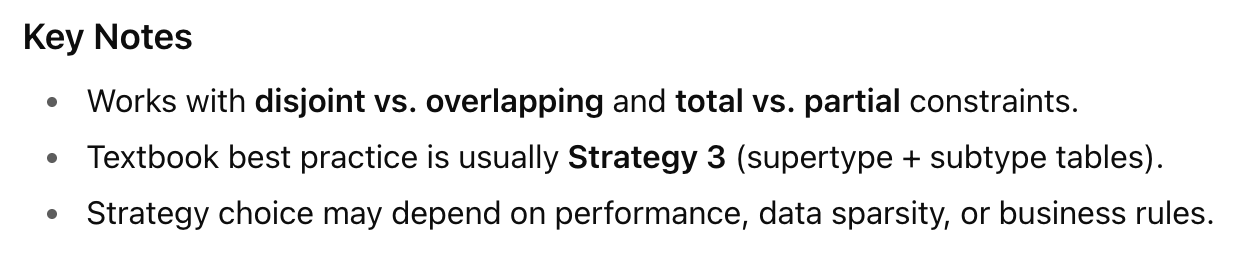 Key Notes
• Works with disjoint vs. overlapping and total vs. partial constraints.
• Textbook best practice is usually Strategy 3 (supertype + subtype tables).
• Strategy choice may depend on performance, data sparsity, or business rules.